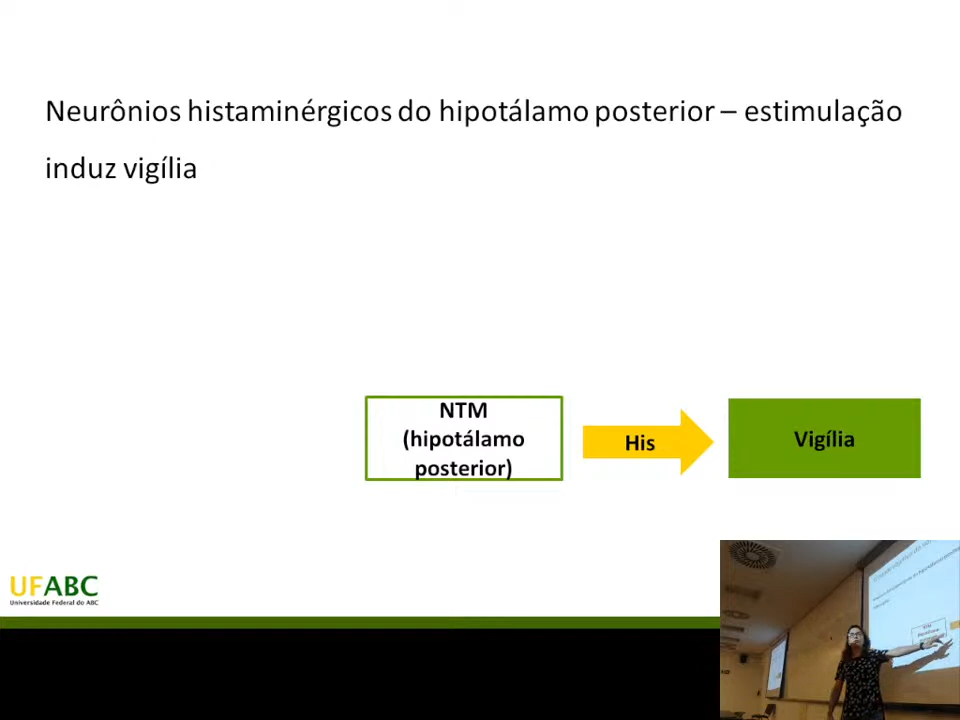 Neurônios histaminérgicos do hipotálamo posterior – estimulação
induz vigília
NTM
(hipotálamo
posterior)
His
Vigília
UFABC
Universidade Federal do ABC